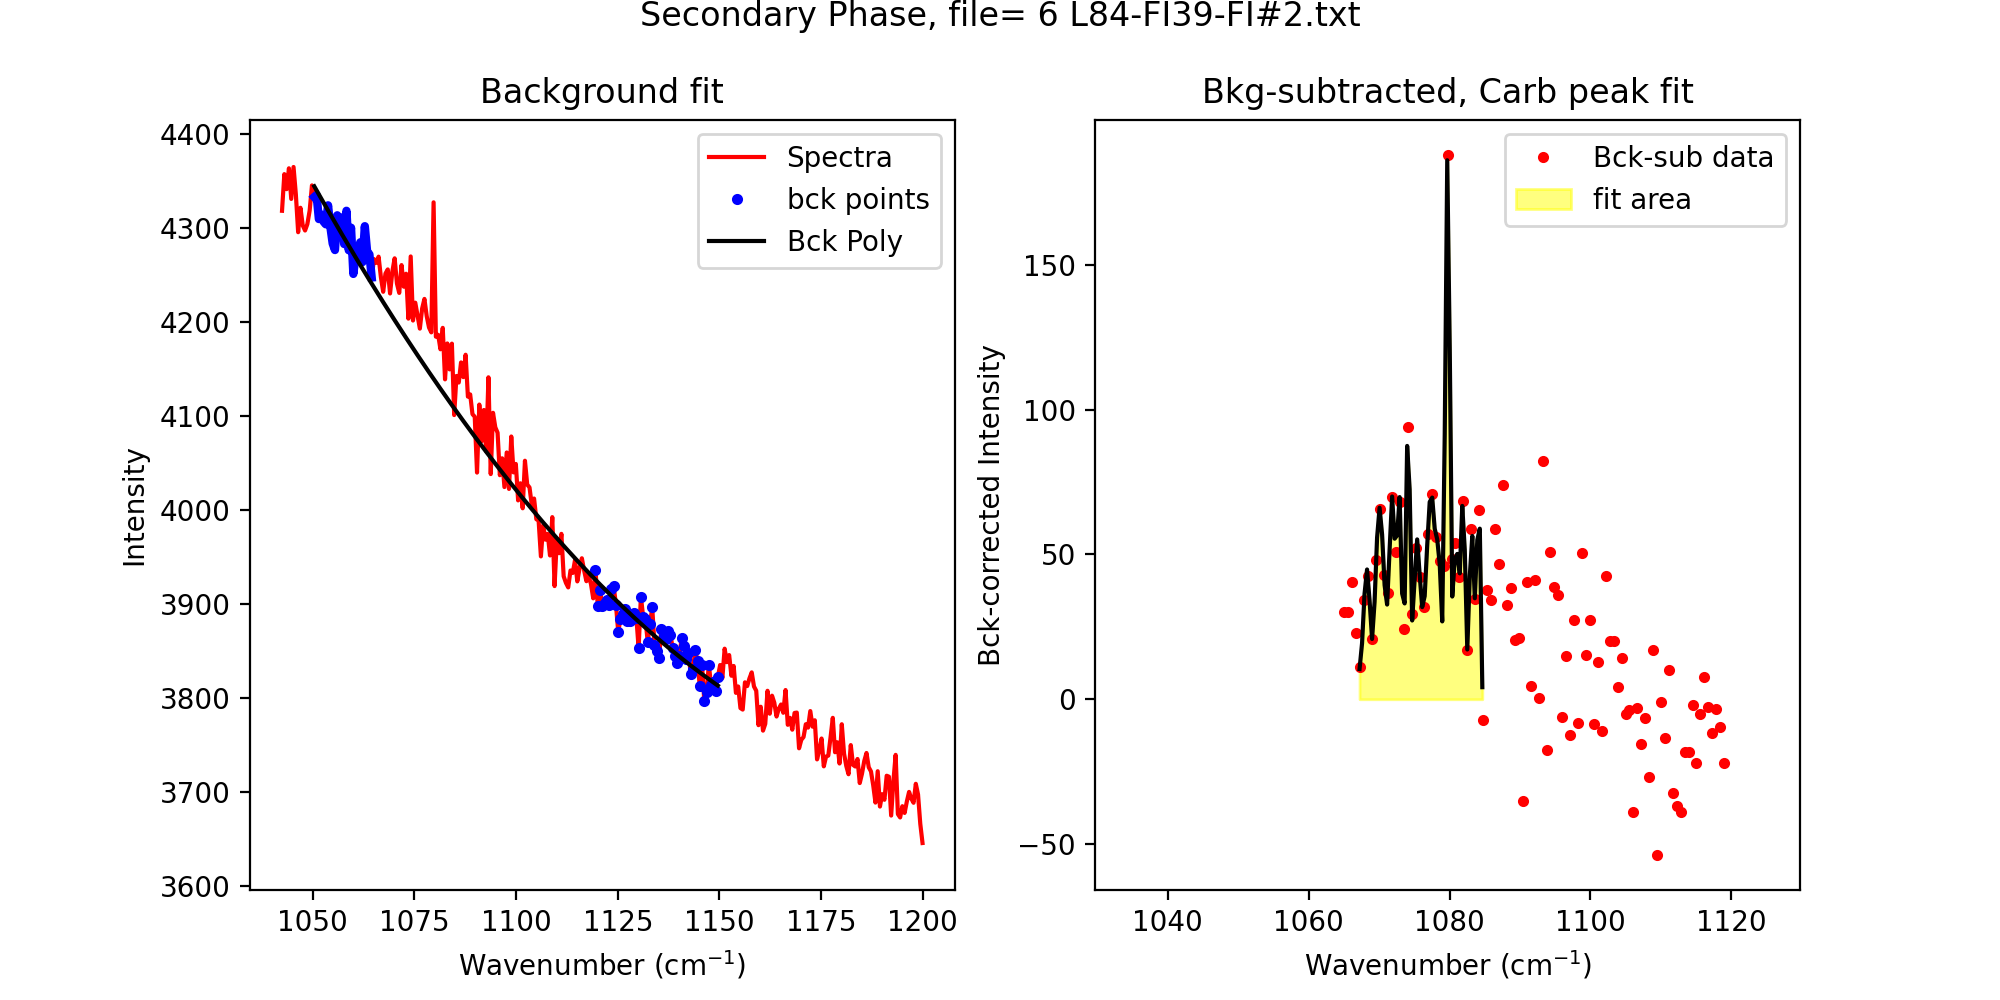 Secondary Phase, file= 6 L84-FI39-FI#2.txt
Background fit
Intensity
4400
4300
4200
4100
4000
3900
3800
3700
3600
Spectra
bck points
Bck Poly
1050
1075
1100
1125
1150
1175
1200
Wavenumber (cm⁻¹)
Bkg-subtracted, Carb peak fit
Bck-corrected Intensity
150
100
50
0
−50
Bck-sub data
fit area
1040
1060
1080
1100
1120
Wavenumber (cm⁻¹)